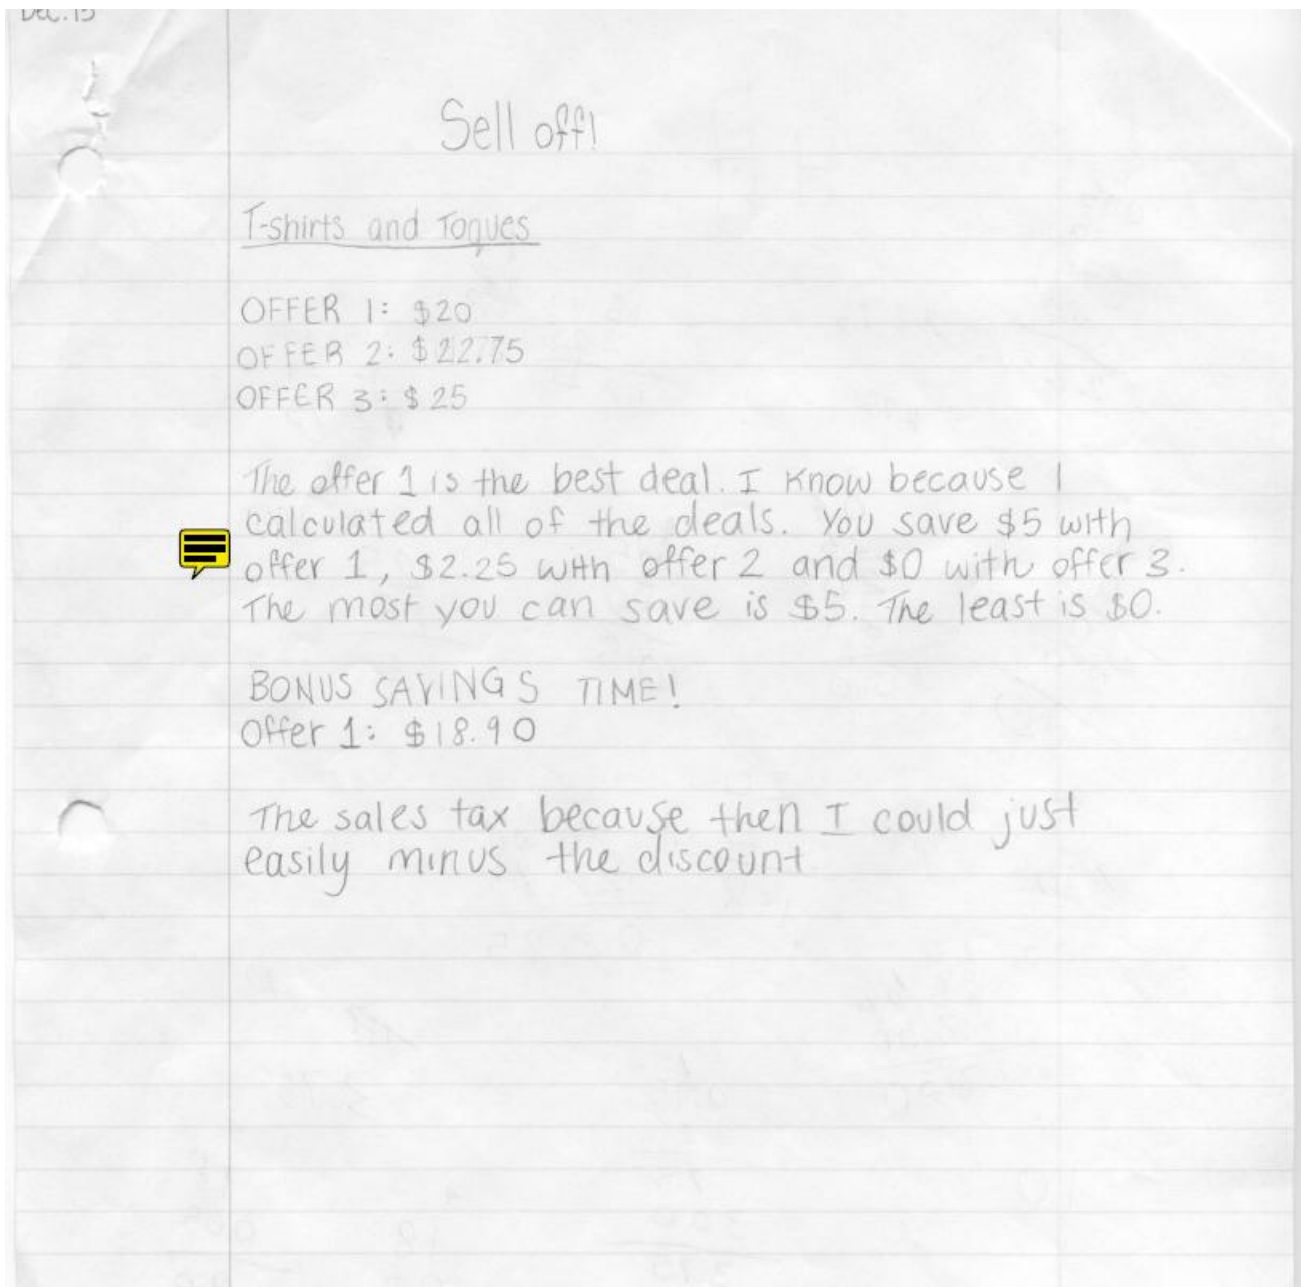 Dec. 15
Sell off!
T-shirts and Toques
OFFER 1: $20
OFFER 2: $22.75
OFFER 3: $25
The offer 1 is the best deal. I know because I
calculated all of the deals. You save $5 with
offer 1, $2.25 with offer 2 and $0 with offer 3.
The most you can save is $5. The least is $0.
BONUS SAVINGS TIME!
Offer 1: $18.90
The sales tax because then I could just
easily minus the discount